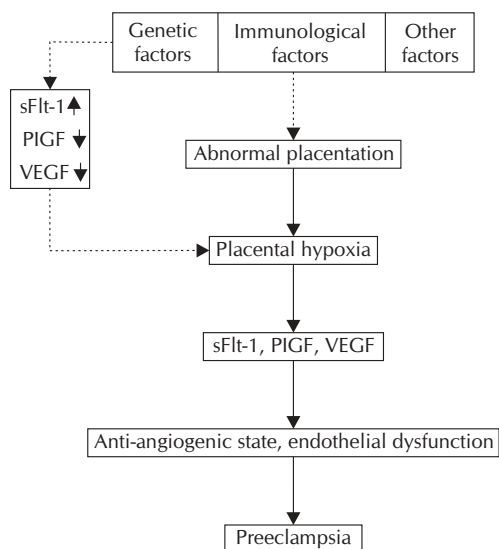 Genetic factors
Immunological factors
Other factors
sFlt-1
PIGF
VEGF
Abnormal placentation
Placental hypoxia
sFlt-1, PIGF, VEGF
Anti-angiogenic state, endothelial dysfunction
Preeclampsia